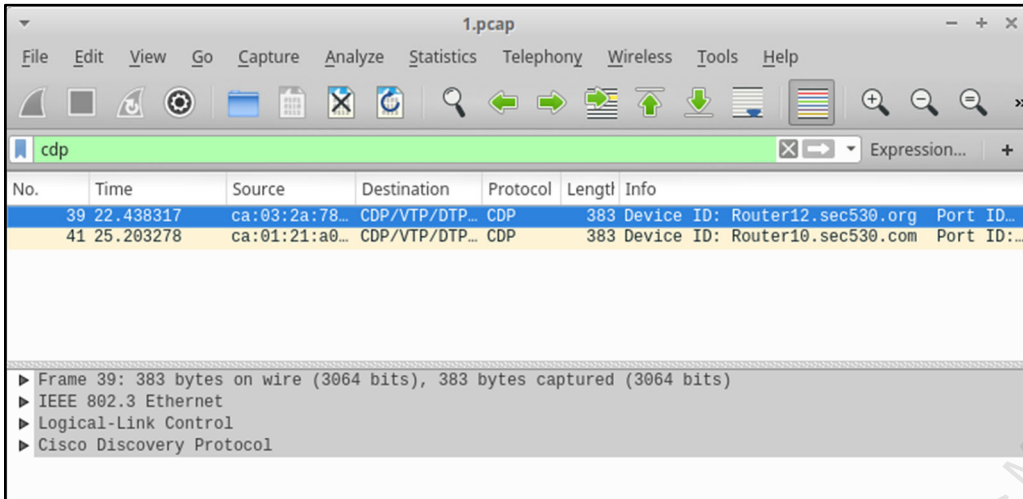 1.pcap
File Edit View Go Capture Analyze Statistics Telephony Wireless Tools Help
cdp Expression... +
No. Time Source Destination Protocol Length Info
39 22.438317 ca:03:2a:78… CDP/VTP/DTP… CDP 383 Device ID: Router12.sec530.org Port ID…
41 25.203278 ca:01:21:a0… CDP/VTP/DTP… CDP 383 Device ID: Router10.sec530.com Port ID:…
Frame 39: 383 bytes on wire (3064 bits), 383 bytes captured (3064 bits)
IEEE 802.3 Ethernet
Logical-Link Control
Cisco Discovery Protocol